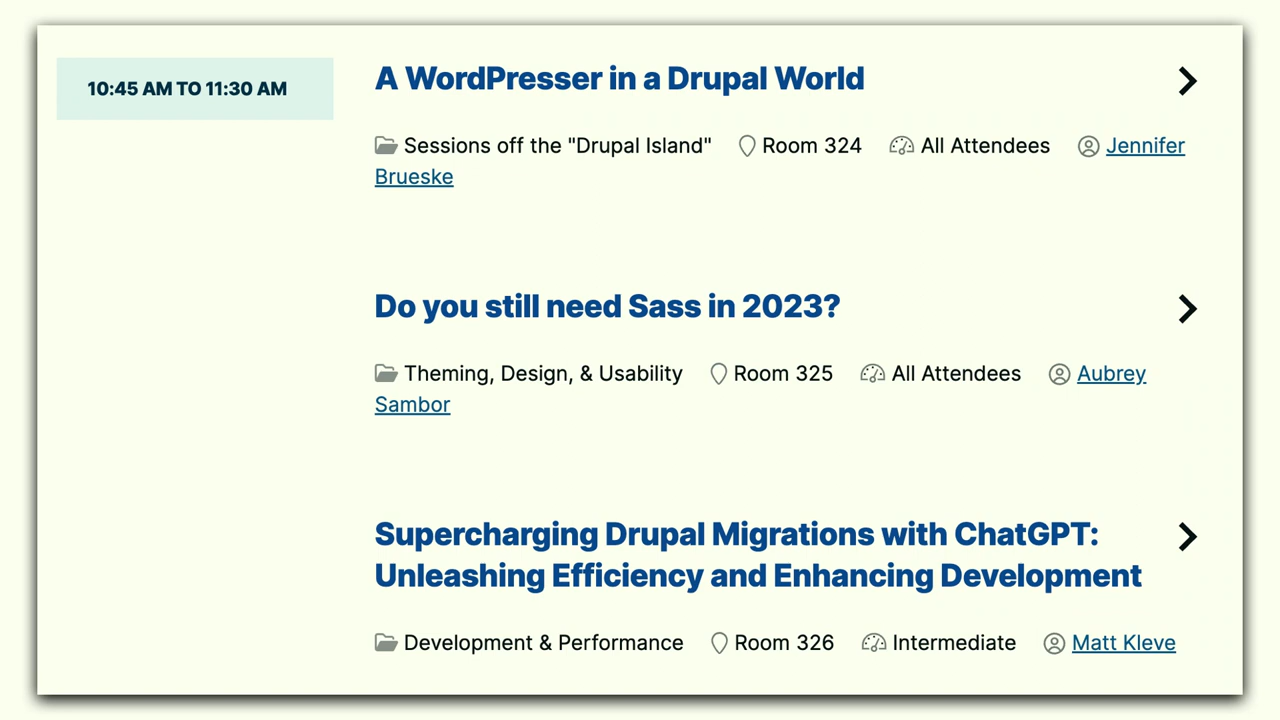 10:45 AM TO 11:30 AM
A WordPresser in a Drupal World
Sessions off the "Drupal Island" Room 324 All Attendees Jennifer
Brueske
Do you still need Sass in 2023?
Theming, Design, & Usability Room 325 All Attendees Aubrey
Sambor
Supercharging Drupal Migrations with ChatGPT:
Unleashing Efficiency and Enhancing Development
Development & Performance Room 326 Intermediate Matt Kleve